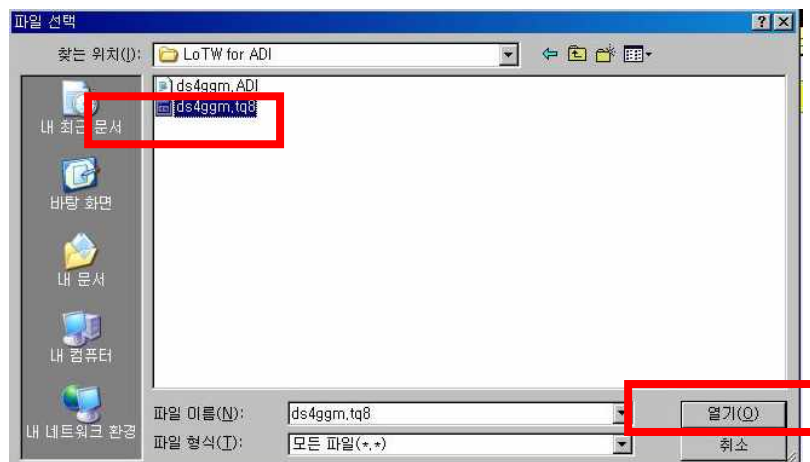 파일 선택
찾는 위치(I):
LoTW for ADI
ds4ggm.ADI
ds4ggm.tq8
내 최근 문서
바탕 화면
내 문서
내 컴퓨터
내 네트워크 환경
파일 이름(N):
ds4ggm.tq8
열기(O)
파일 형식(T):
모든 파일(*.*)
취소